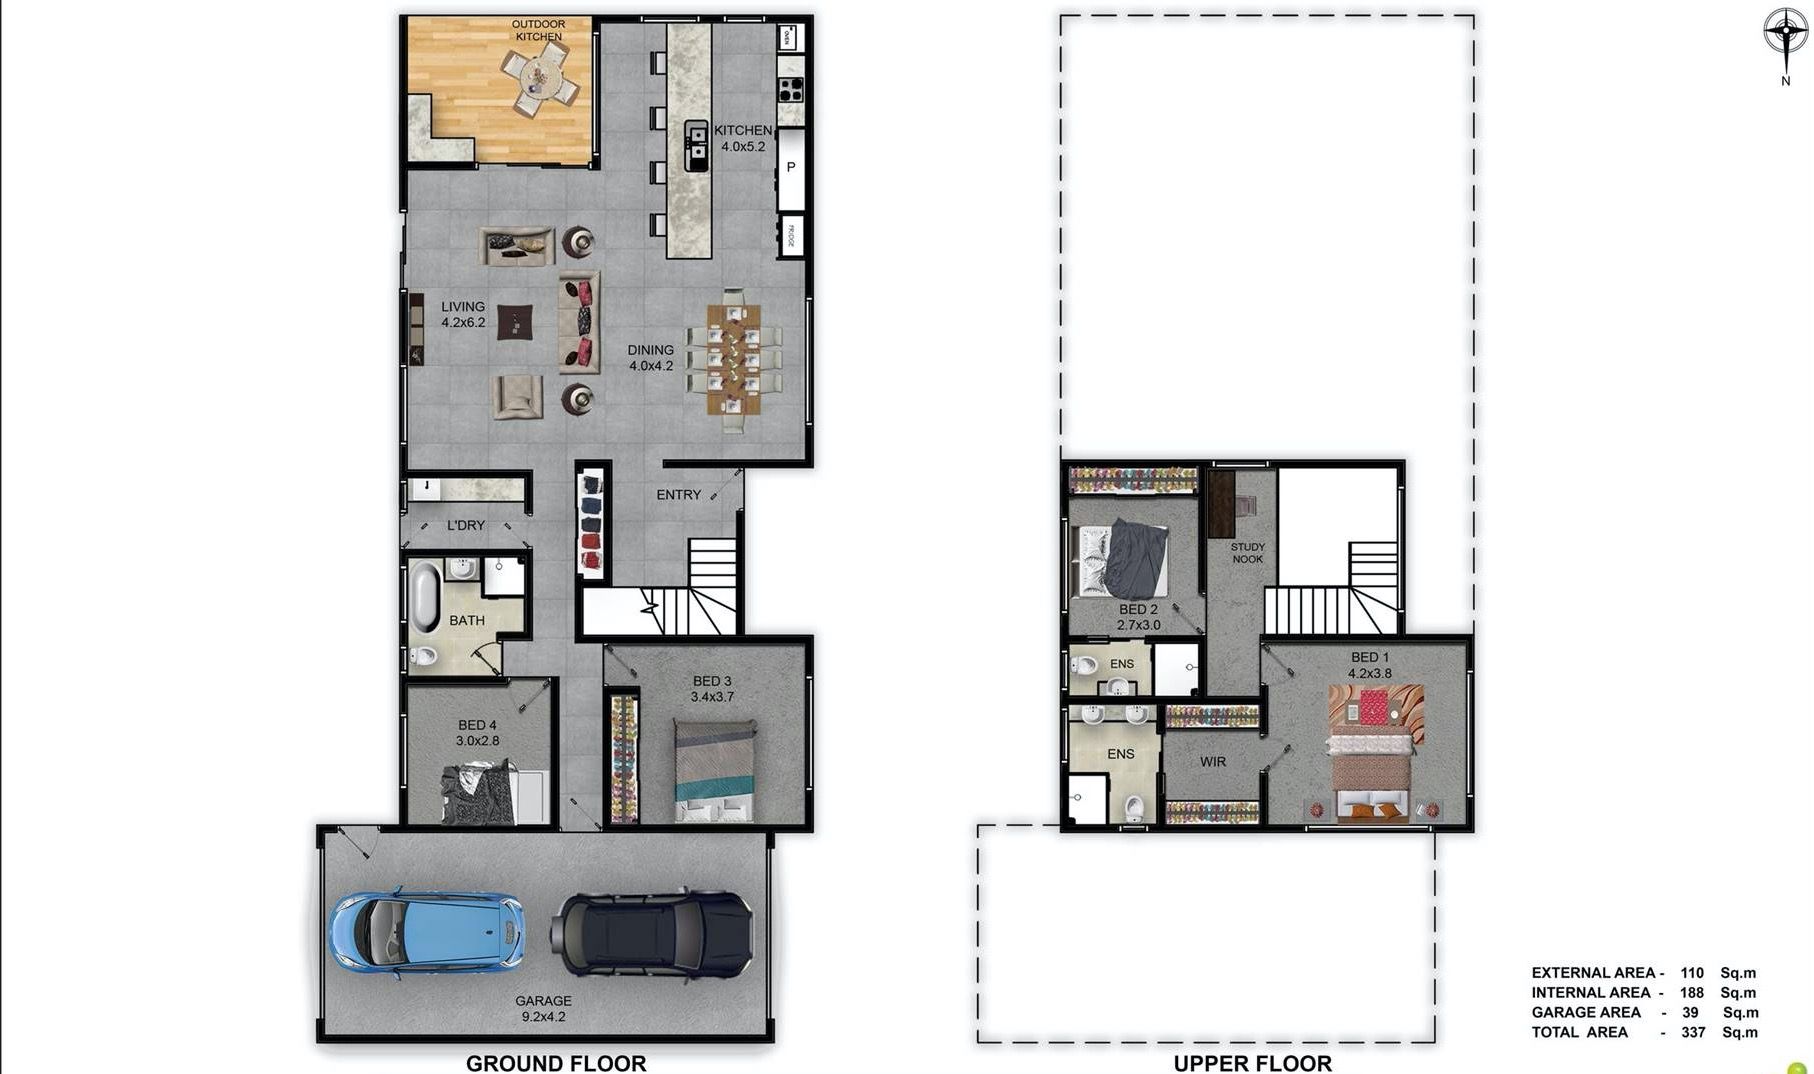 OUTDOOR
KITCHEN
OVEN
KITCHEN
4.0x5.2
P
FRIDGE
LIVING
4.2x6.2
DINING
4.0x4.2
ENTRY
L'DRY
BATH
BED 3
3.4x3.7
BED 4
3.0x2.8
GARAGE
9.2x4.2
GROUND FLOOR
N
STUDY
NOOK
BED 2
2.7x3.0
ENS
BED 1
4.2x3.8
ENS
WIR
UPPER FLOOR
EXTERNAL AREA - 110 Sq.m
INTERNAL AREA - 188 Sq.m
GARAGE AREA - 39 Sq.m
TOTAL AREA - 337 Sq.m